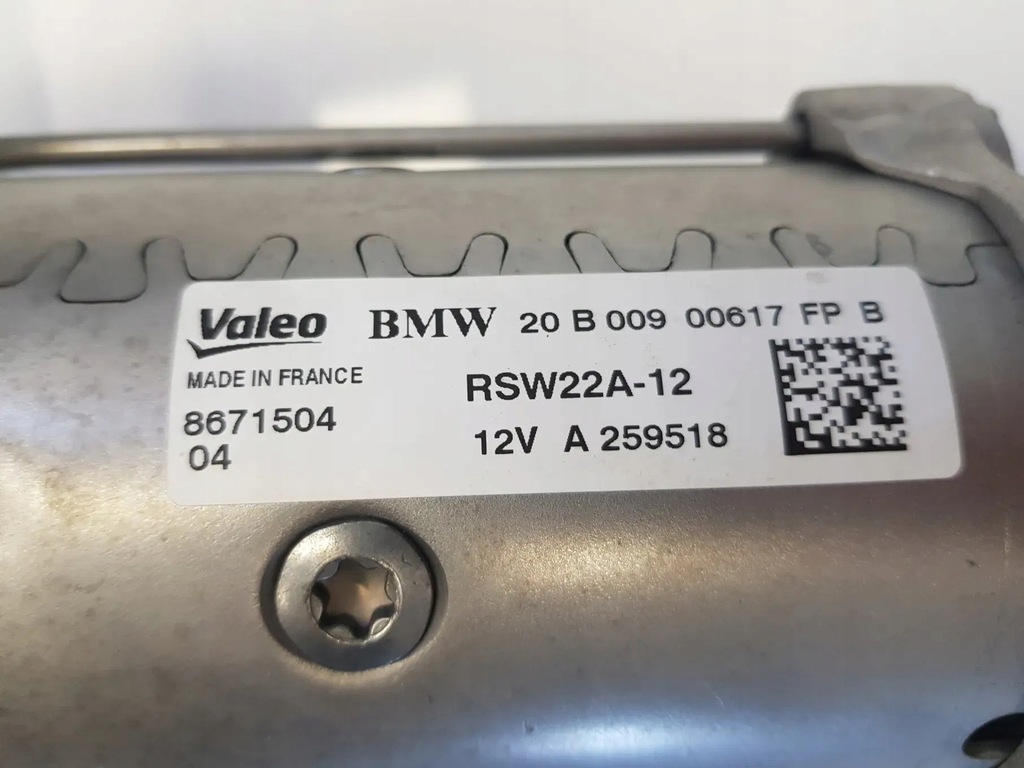 Valeo BMW 20 B 009 00617 FP B
MADE IN FRANCE RSW22A-12
8671504 12V A 259518
04